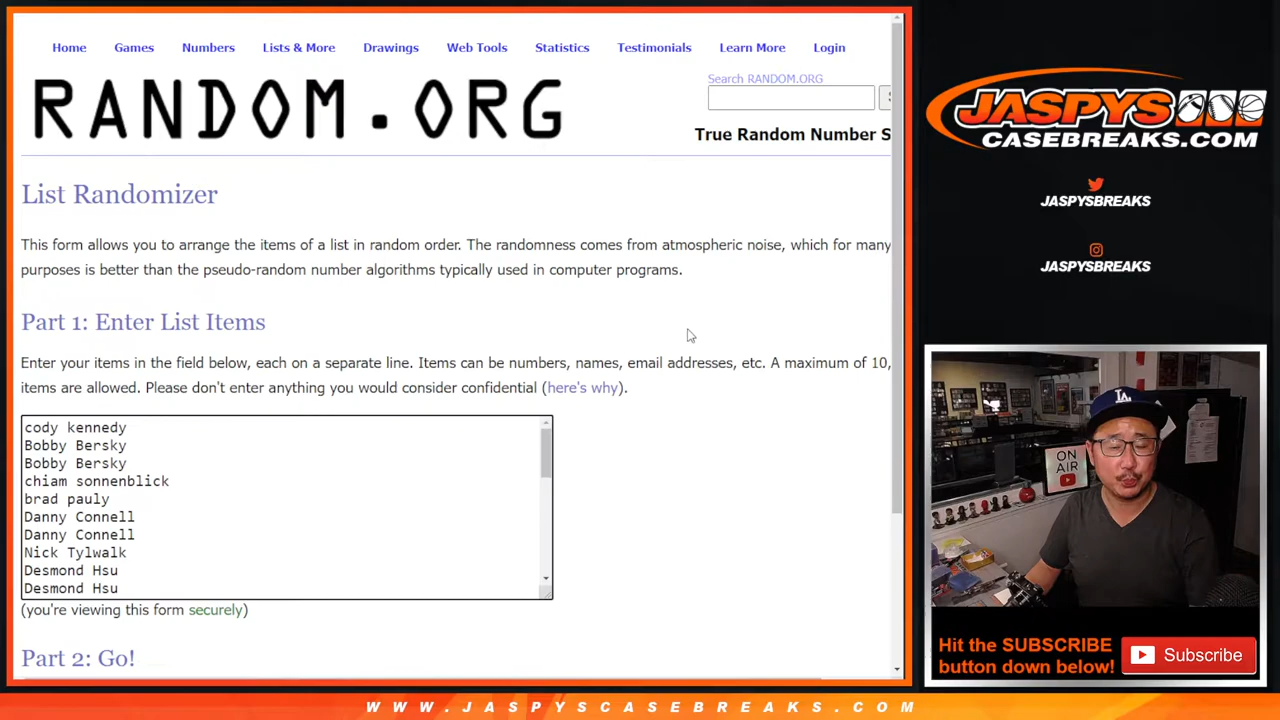 Home Games Numbers Lists & More Drawings Web Tools Statistics Testimonials Learn More Login
RANDOM.ORG
Search RANDOM.ORG
True Random Number S
List Randomizer
This form allows you to arrange the items of a list in random order. The randomness comes from atmospheric noise, which for many
purposes is better than the pseudo-random number algorithms typically used in computer programs.
Part 1: Enter List Items
Enter your items in the field below, each on a separate line. Items can be numbers, names, email addresses, etc. A maximum of 10,
items are allowed. Please don't enter anything you would consider confidential (here's why).
cody kennedy
Bobby Bersky
Bobby Bersky
chiam sonnenblick
brad pauly
Danny Connell
Danny Connell
Nick Tylwalk
Desmond Hsu
Desmond Hsu
(you're viewing this form securely)
Part 2: Go!
JASPYS
CASEBREAKS.COM
JASPYSBREAKS
JASPYSBREAKS
LA
ON
AIR
Hit the SUBSCRIBE
button down below!
Subscribe
WWW.JASPYSCASEBREAKS.COM